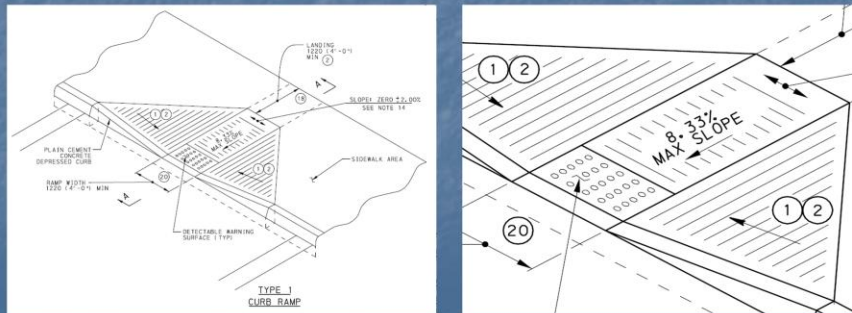 LANDING
1220 (4'-0")
MIN 2
A
18
SLOPE: ZERO ±2.00%
SEE NOTE 14
1 2
8.33%
MAX SLOPE
PLAIN CEMENT
CONCRETE
DEPRESSED CURB
SIDEWALK AREA
1 2
20
RAMP WIDTH
1220 (4'-0") MIN
A
DETECTABLE WARNING
SURFACE (TYP)
TYPE 1
CURB RAMP
1 2
8.33%
MAX SLOPE
1 2
20